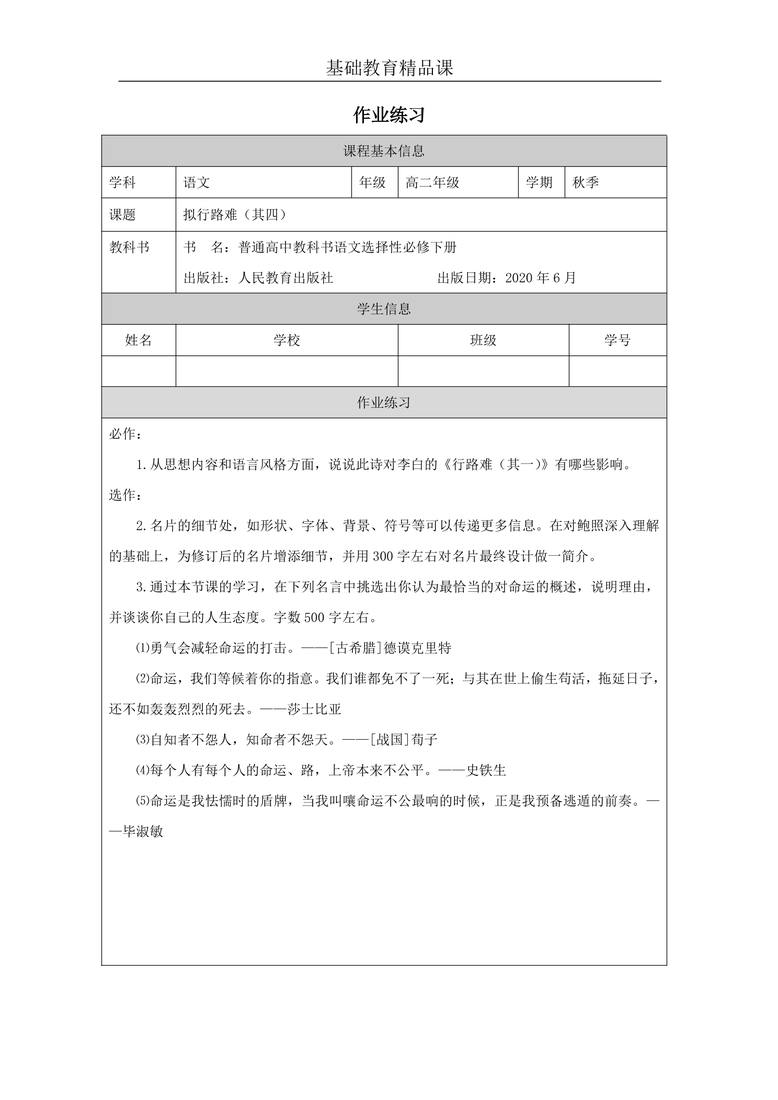 基础教育精品课
作业练习
课程基本信息
学科 语文 年级 高二年级 学期 秋季
课题 拟行路难（其四）
教科书 书 名：普通高中教科书语文选择性必修下册
出版社：人民教育出版社 出版日期：2020 年 6 月
学生信息
姓名 学校 班级 学号
作业练习
必作：
1.从思想内容和语言风格方面，说说此诗对李白的《行路难（其一）》有哪些影响。
选作：
2.名片的细节处，如形状、字体、背景、符号等可以传递更多信息。在对鲍照深入理解
的基础上，为修订后的名片增添细节，并用 300 字左右对名片最终设计做一简介。
3.通过本节课的学习，在下列名言中挑选出你认为最恰当的对命运的概述，说明理由，
并谈谈你自己的人生态度。字数 500 字左右。
⑴勇气会减轻命运的打击。——[古希腊]德谟克里特
⑵命运，我们等候着你的指意。我们谁都免不了一死；与其在世上偷生苟活，拖延日子，
还不如轰轰烈烈的死去。——莎士比亚
⑶自知者不怨人，知命者不怨天。——[战国]荀子
⑷每个人有每个人的命运、路，上帝本来不公平。——史铁生
⑸命运是我怯懦时的盾牌，当我叫嚷命运不公最响的时候，正是我预备逃遁的前奏。—
—毕淑敏